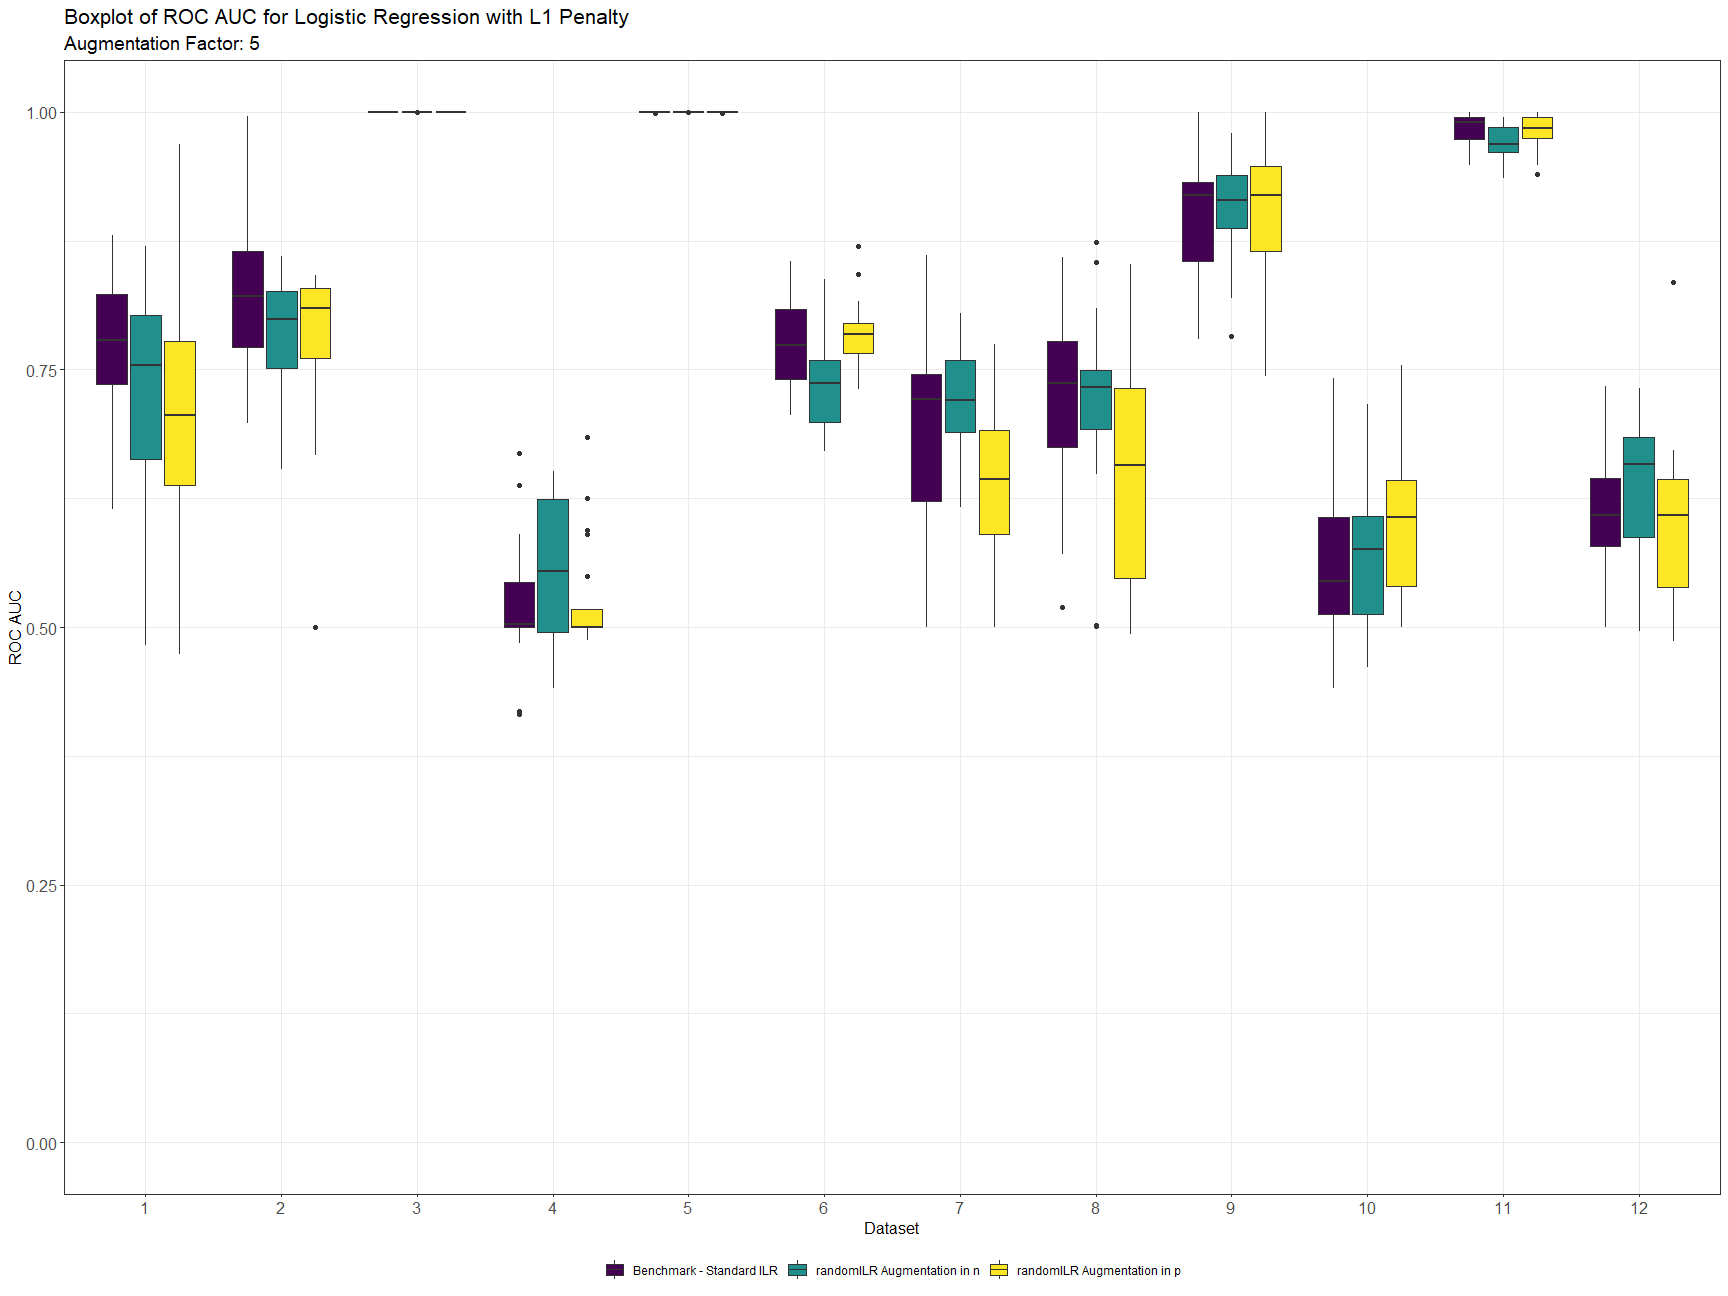 Boxplot of ROC AUC for Logistic Regression with L1 Penalty
Augmentation Factor: 5
ROC AUC
1.00
0.75
0.50
0.25
0.00
1 2 3 4 5 6 7 8 9 10 11 12
Dataset
Benchmark - Standard ILR randomILR Augmentation in n randomILR Augmentation in p